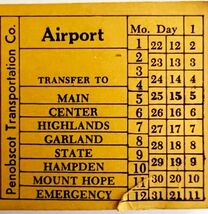 Penobscot Transportation Co.
Airport
TRANSFER TO
MAIN
CENTER
HIGHLANDS
GARLAND
STATE
HAMPDEN
MOUNT HOPE
EMERGENCY
Mo. Day 1
1
2
3
4
5
6
7
8
9
10
11
12
22 12 2
23 13 3
24 14 4
25 15 5
26 16 6
27 17 7
28 18 8
29 19 9
30 20 10
31 21 11